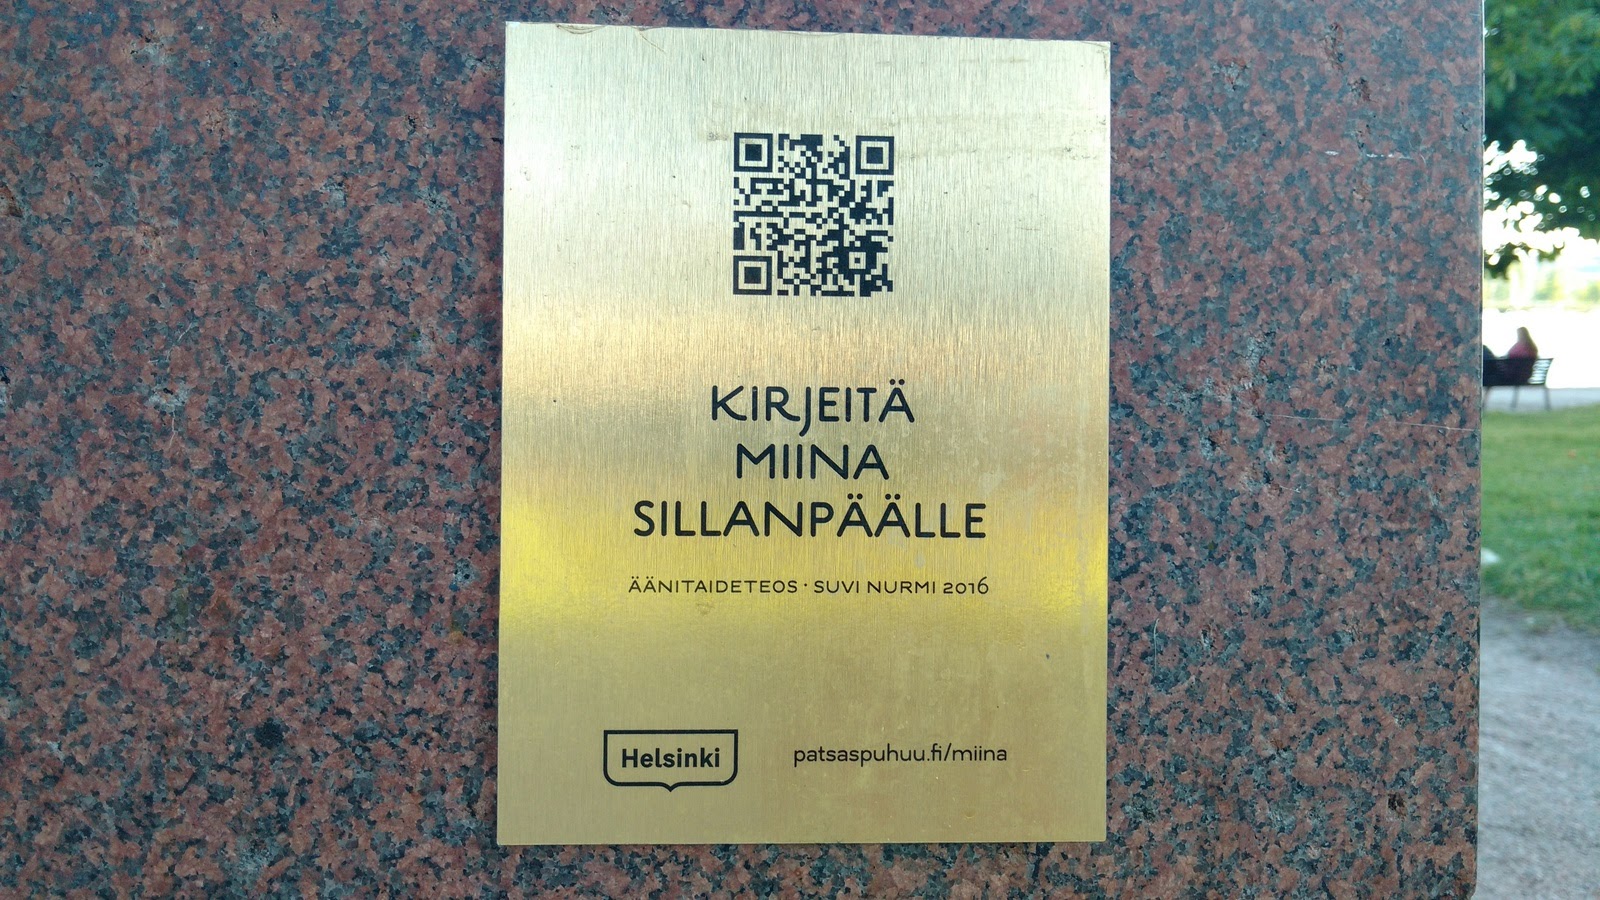 KIRJEITÄ
MIINA
SILLANPÄÄLLE
ÄÄNITAIDETEOS · SUVI NURMI 2016
Helsinki
patsaspuhuu.fi/miina